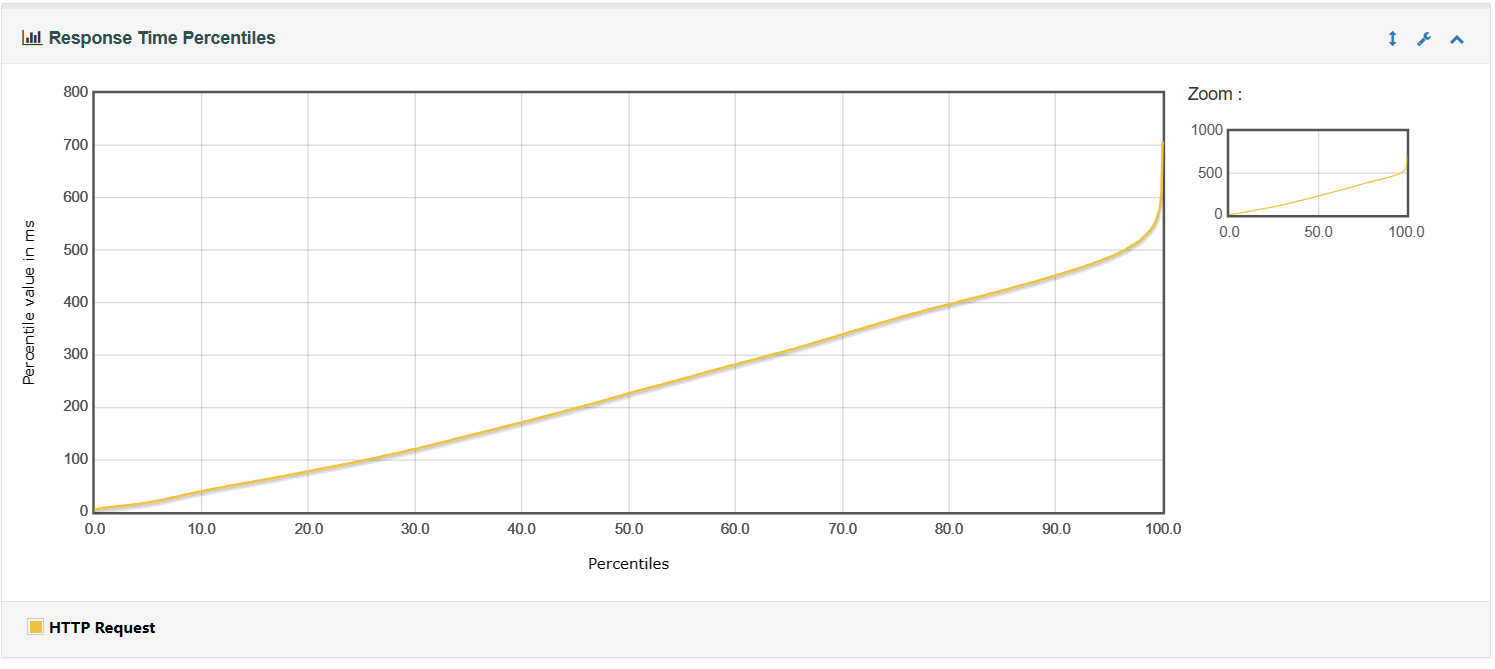 Response Time Percentiles
800
700
600
500
400
300
200
100
0
Percentile value in ms
0.0 10.0 20.0 30.0 40.0 50.0 60.0 70.0 80.0 90.0 100.0
Percentiles
Zoom :
1000
500
0
0.0 50.0 100.0
HTTP Request